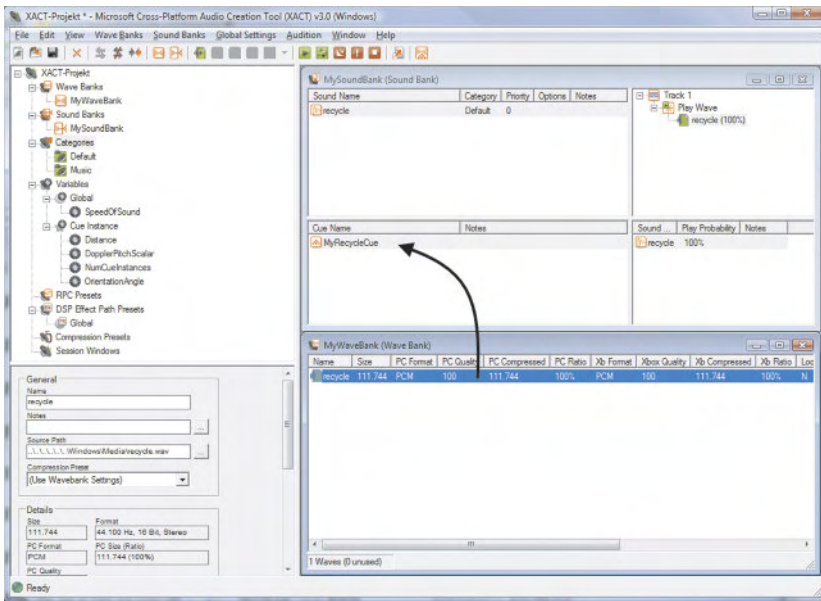 XACT-Projekt * - Microsoft Cross-Platform Audio Creation Tool (XACT) v3.0 (Windows)
File Edit View Wave Banks Sound Banks Global Settings Audition Window Help
XACT-Projekt
Wave Banks
MyWaveBank
Sound Banks
MySoundBank
Categories
Default
Music
Variables
Global
SpeedOfSound
Cue Instance
Distance
DopplerPitchScalar
NumCueInstances
OrientationAngle
RPC Presets
DSP Effect Path Presets
Global
Compression Presets
Session Windows
General
Name
recycle
Notes
...
Source Path
..\..\..\..\..\..\Windows\Media\recycle.wav ...
Compression Preset
(Use Wavebank Settings)
Details
Size Format
111.744 44.100 Hz, 16 Bit, Stereo
PC Format PC Size (Ratio)
PCM 111.744 (100%)
PC Quality
Ready
MySoundBank (Sound Bank)
Sound Name Category Priority Options Notes
recycle Default 0
Track 1
Play Wave
recycle (100%)
Cue Name Notes
MyRecycleCue
Sound ... Play Probability Notes
recycle 100%
MyWaveBank (Wave Bank)
Name Size PC Format PC Quality PC Compressed PC Ratio Xb Format Xbox Quality Xb Compressed Xb Ratio Loc
recycle 111.744 PCM 100 111.744 100% PCM 100 111.744 100% N
1 Waves (0 unused)